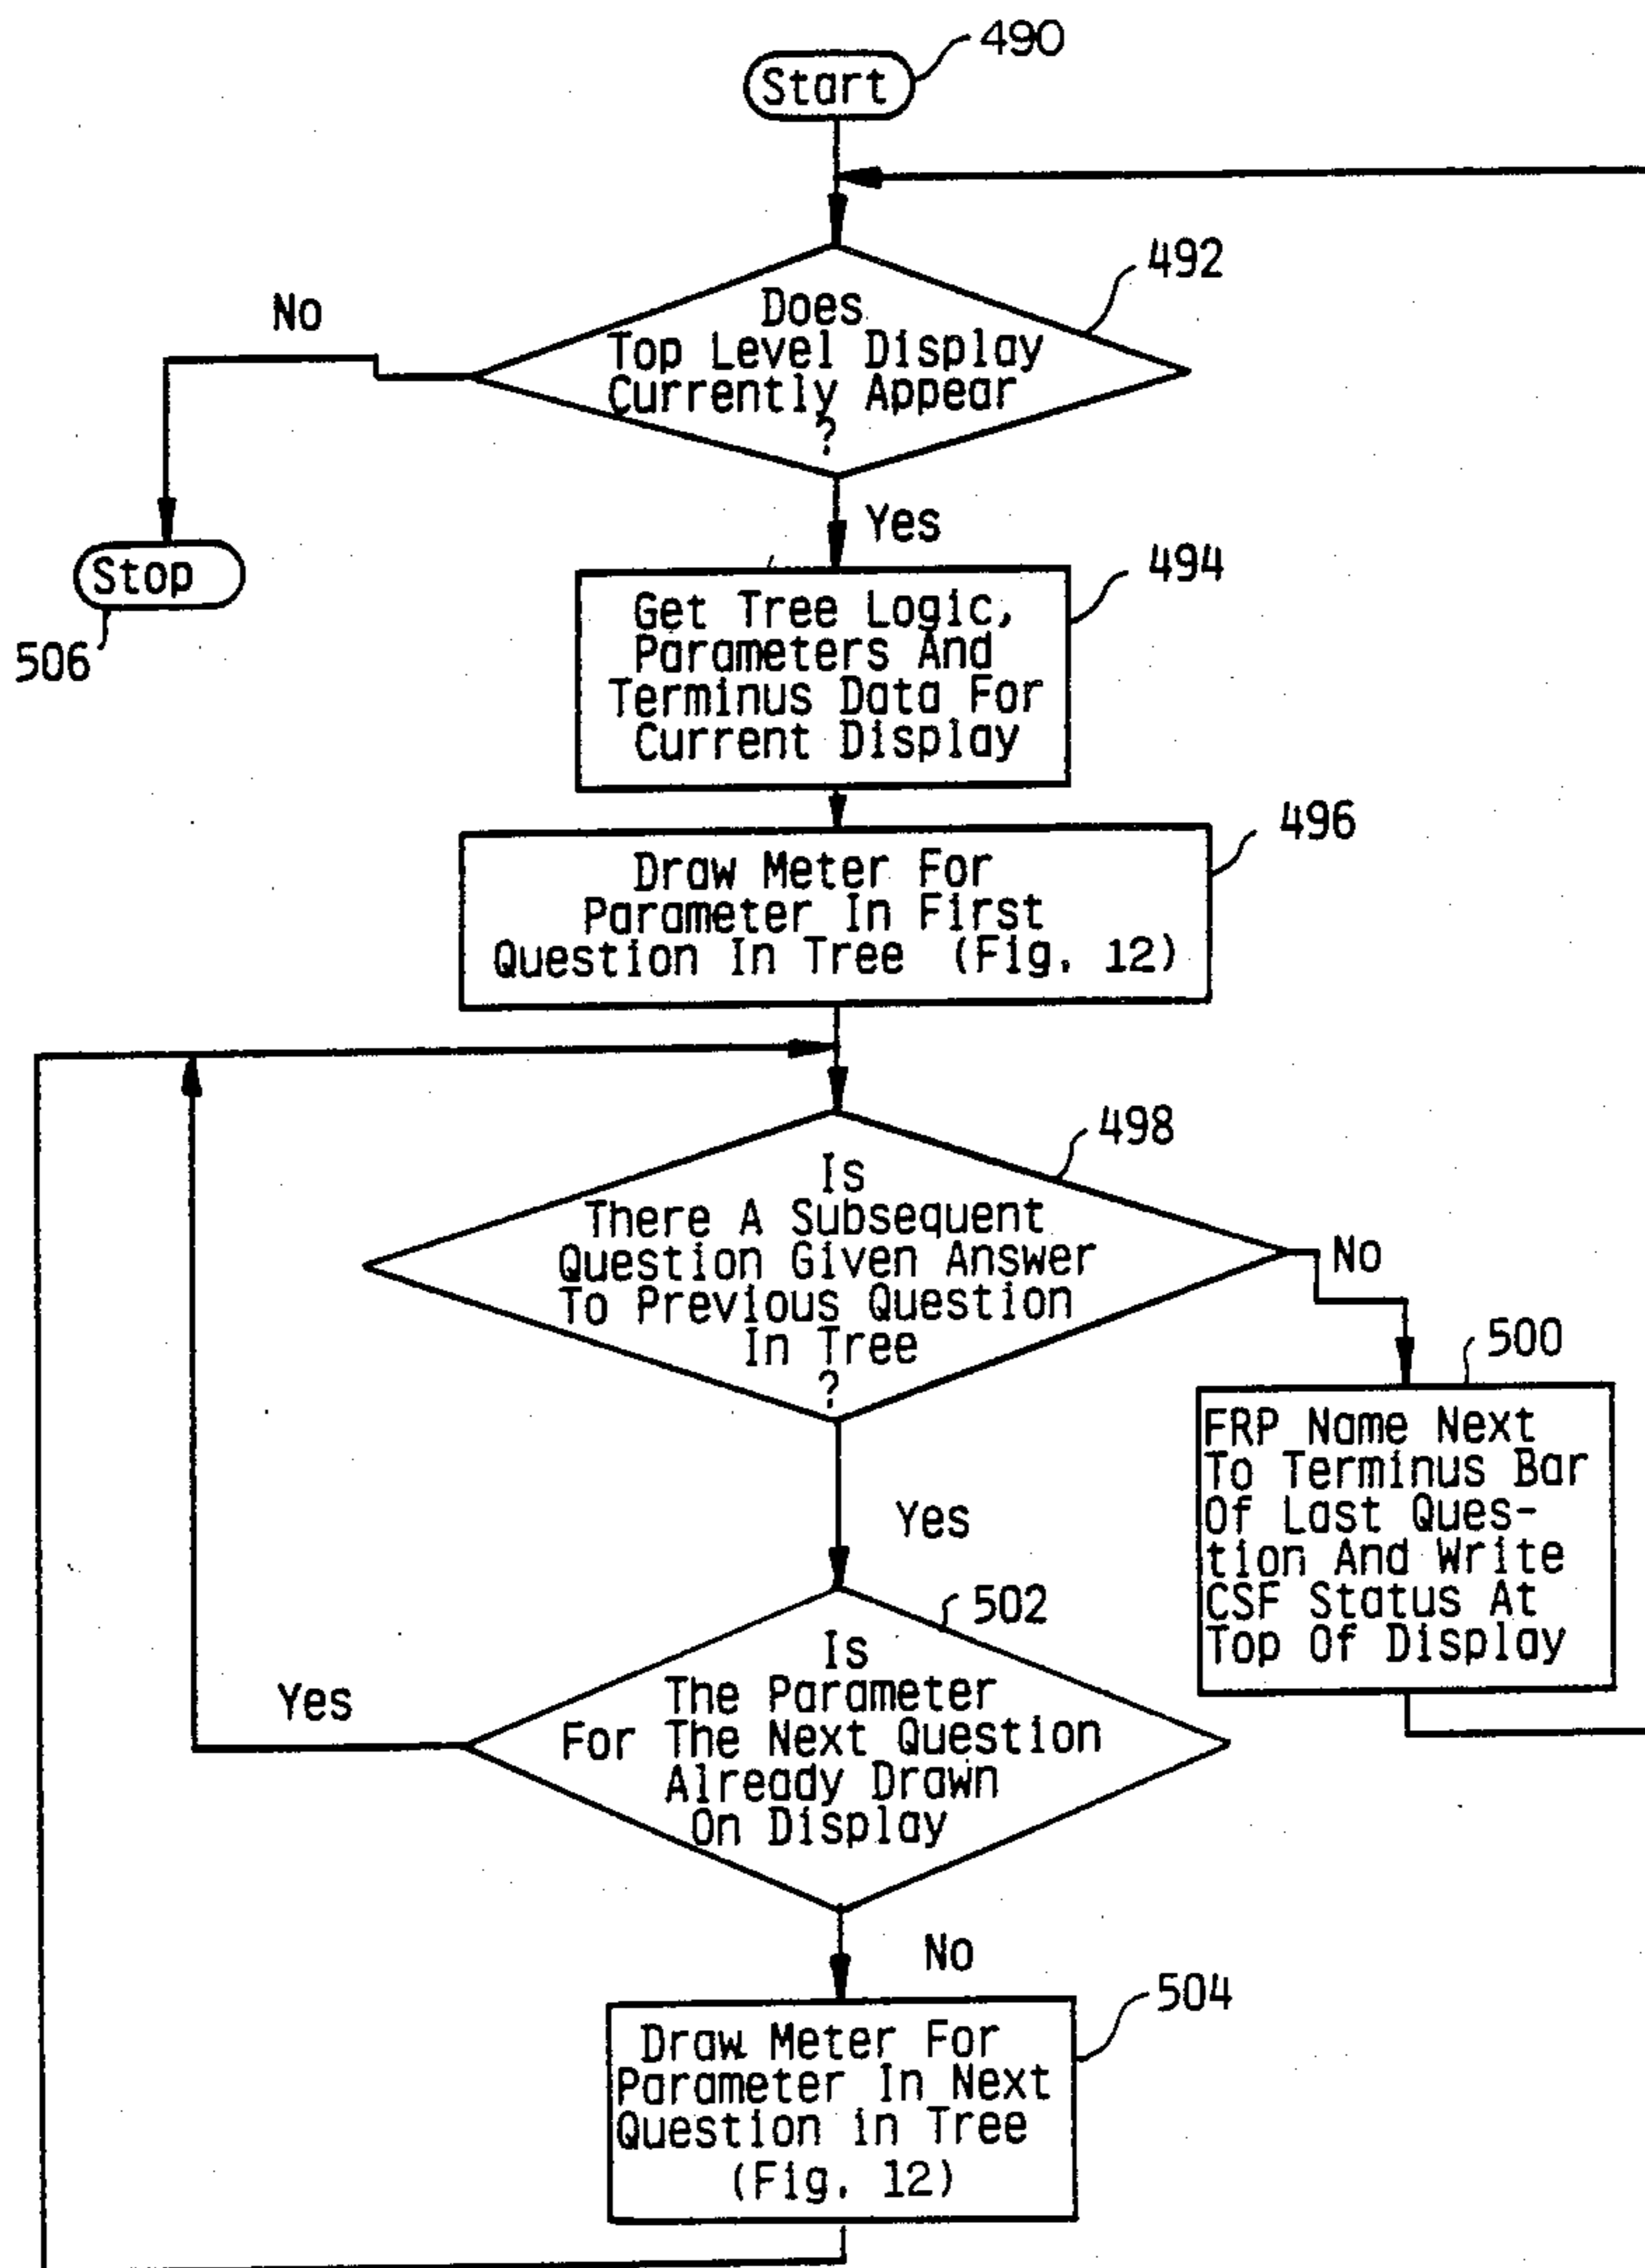 490
Start
492
Does
Top Level Display
Currently Appear
?
No
Yes
Stop
506
494
Get Tree Logic,
Parameters And
Terminus Data For
Current Display
496
Draw Meter For
Parameter In First
Question In Tree (Fig. 12)
498
Is
There A Subsequent
Question Given Answer
To Previous Question
In Tree
?
No
Yes
500
FRP Name Next
To Terminus Bar
Of Last Ques-
tion And Write
CSF Status At
Top Of Display
502
Is
The Parameter
For The Next Question
Already Drawn
On Display
Yes
No
504
Draw Meter For
Parameter In Next
Question in Tree
(Fig. 12)